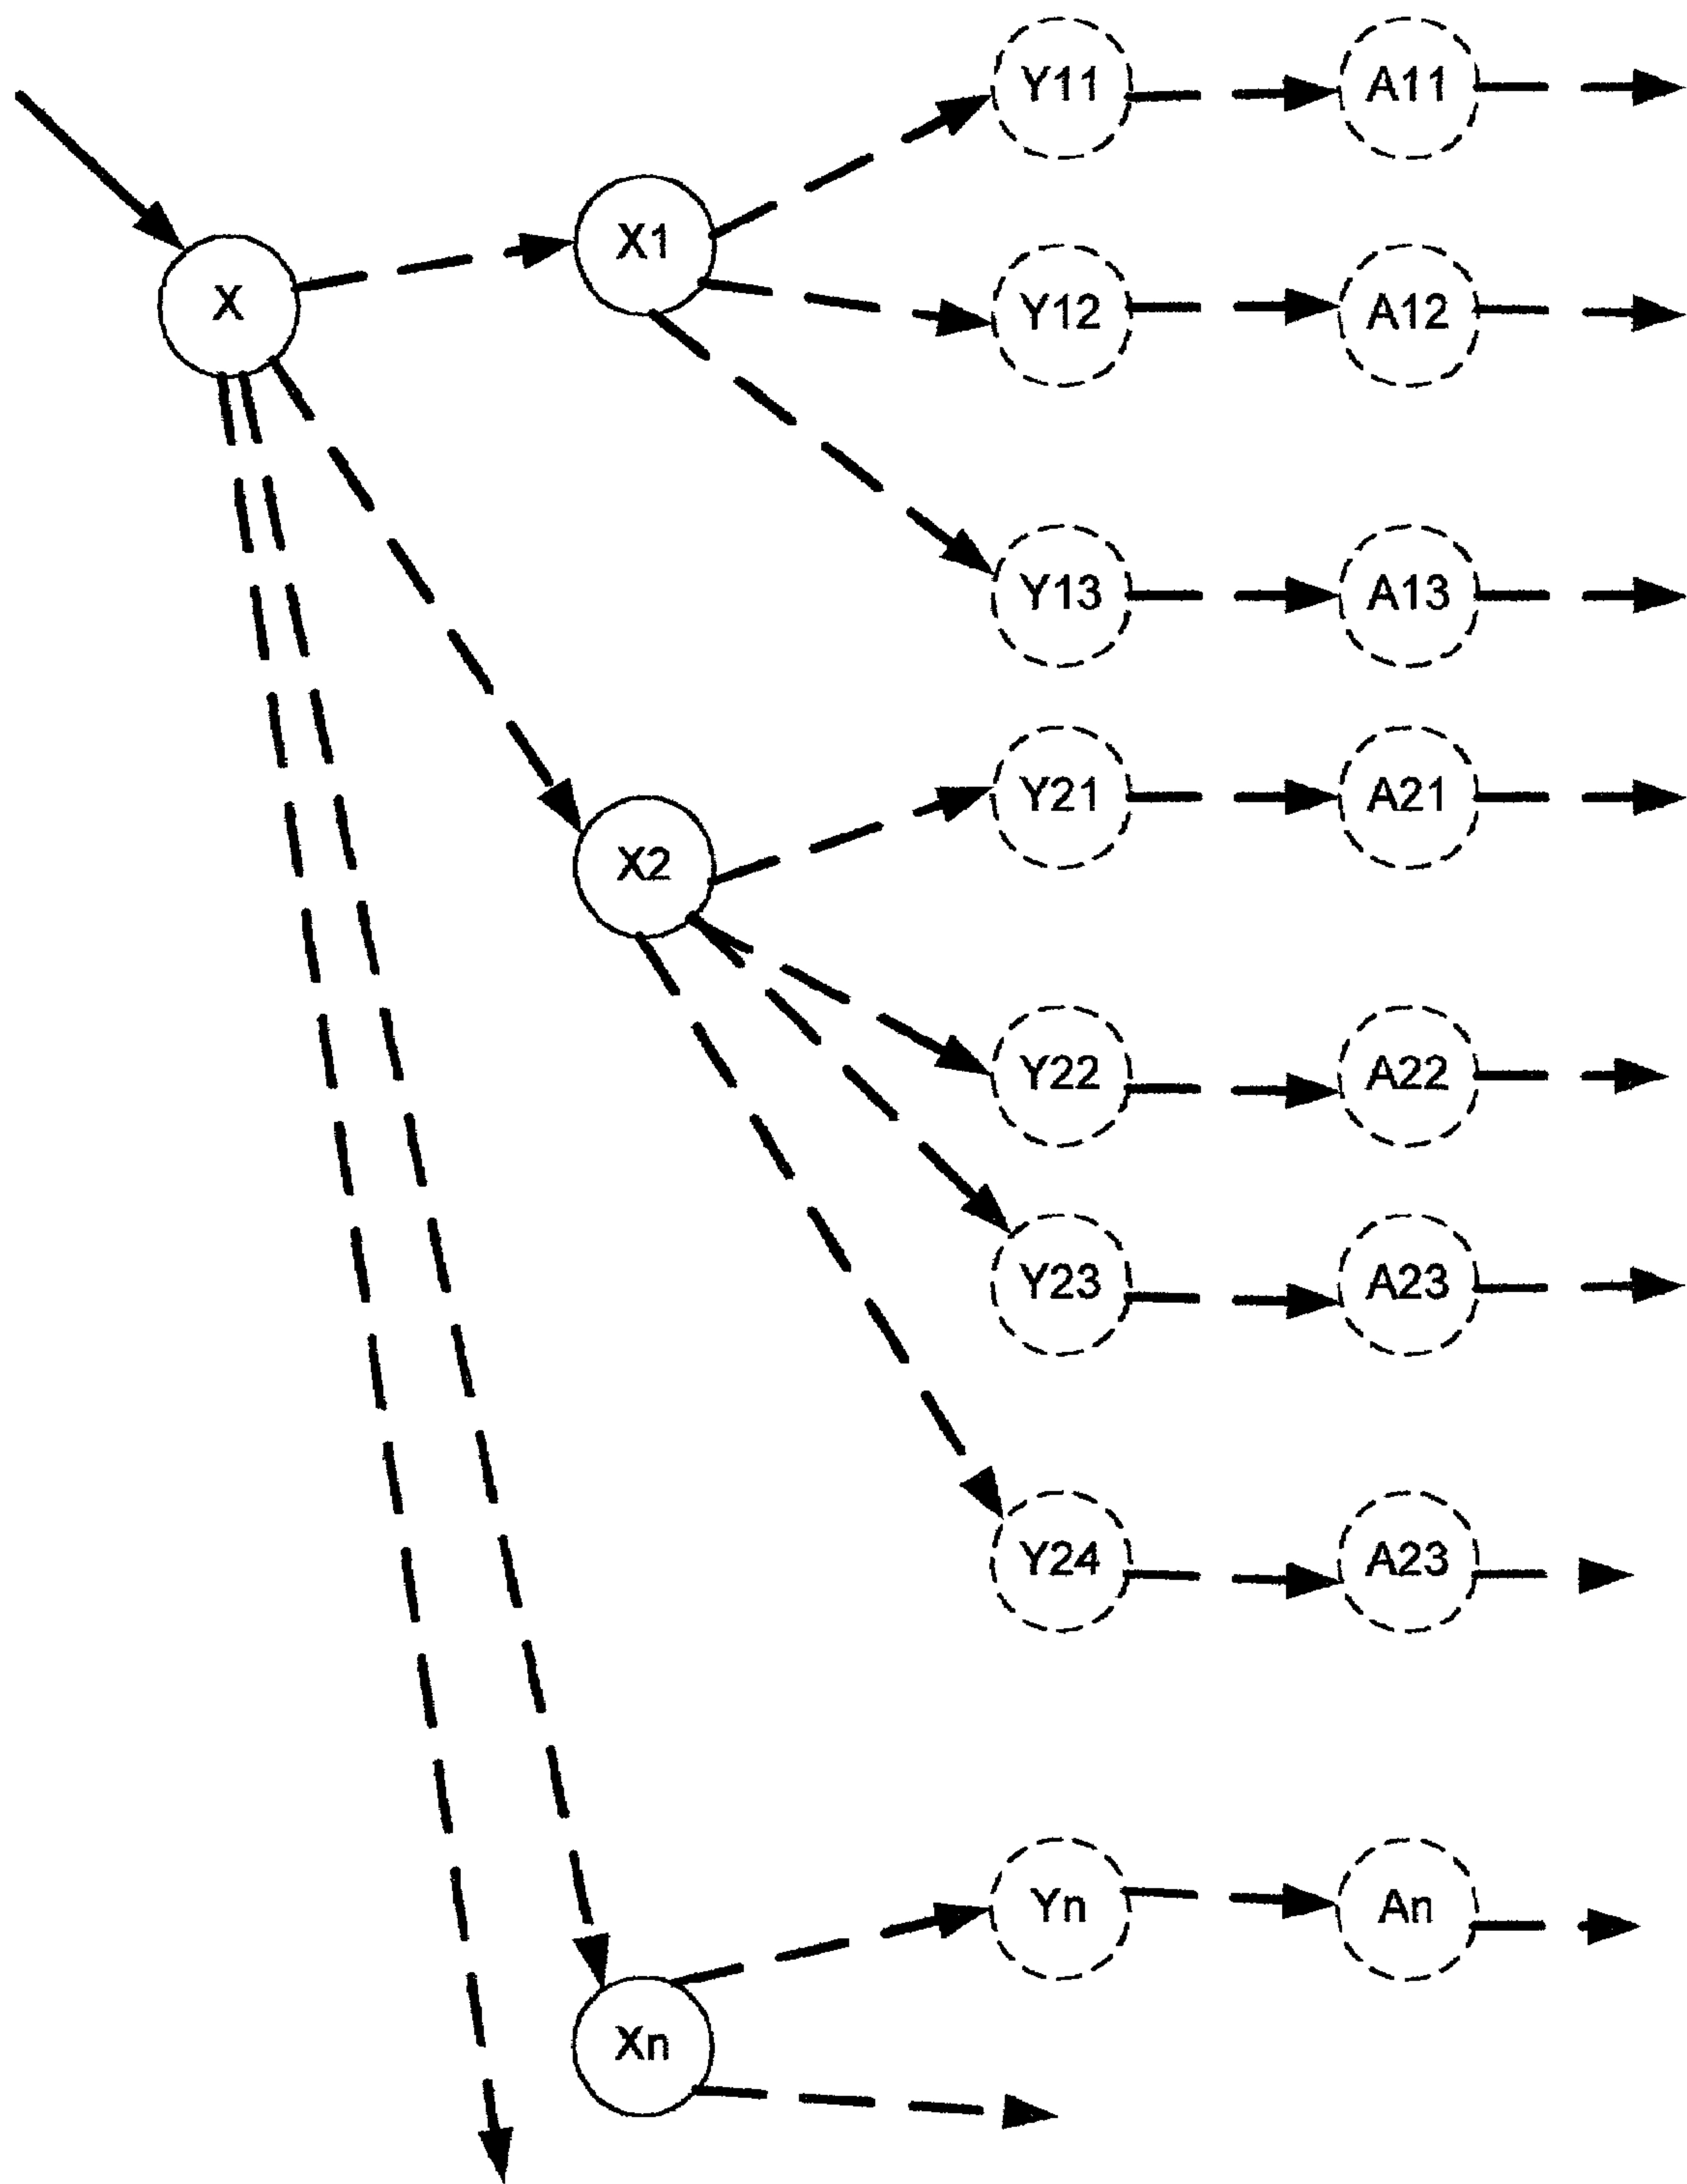 Y11 A11
X1
X
Y12 A12
Y13 A13
Y21 A21
X2
Y22 A22
Y23 A23
Y24 A23
Yn An
Xn